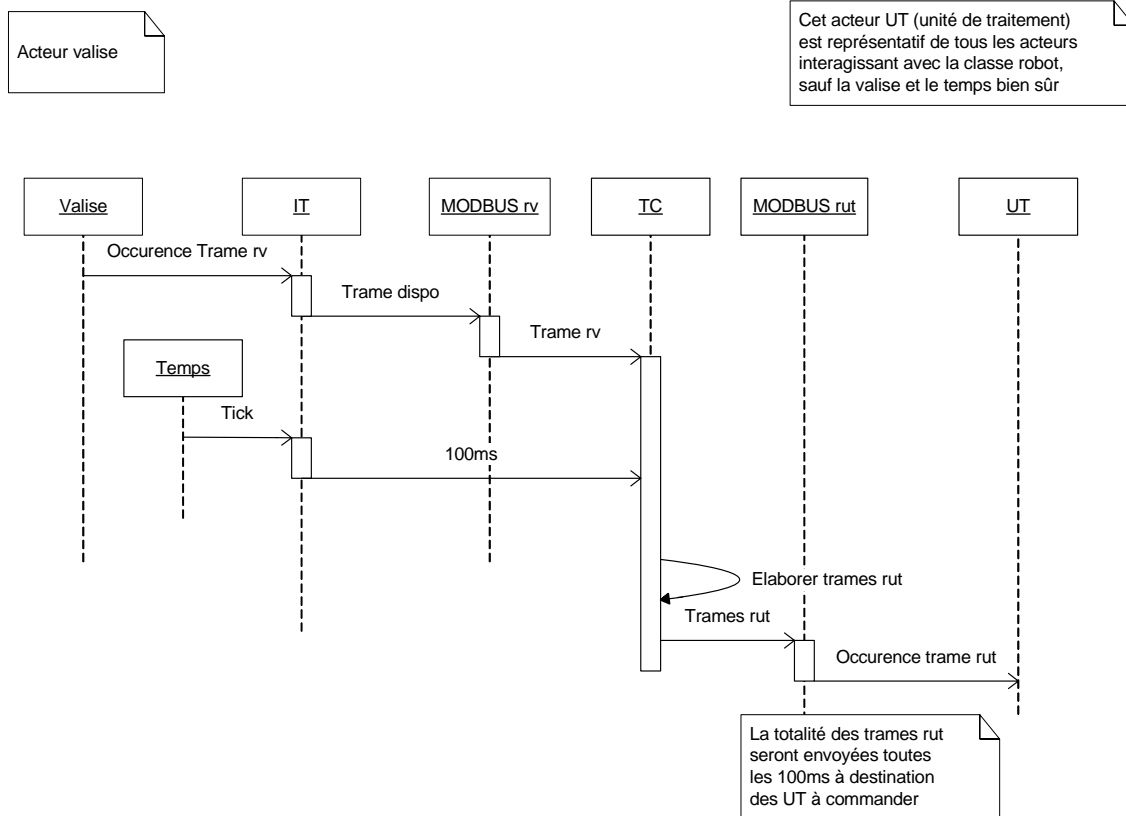 Acteur valise
Cet acteur UT (unité de traitement)
est représentatif de tous les acteurs
interagissant avec la classe robot,
sauf la valise et le temps bien sûr
Valise
IT
MODBUS rv
TC
MODBUS rut
UT
Occurence Trame rv
Trame dispo
Trame rv
Temps
Tick
100ms
Elaborer trames rut
Trames rut
Occurence trame rut
La totalité des trames rut
seront envoyées toutes
les 100ms à destination
des UT à commander